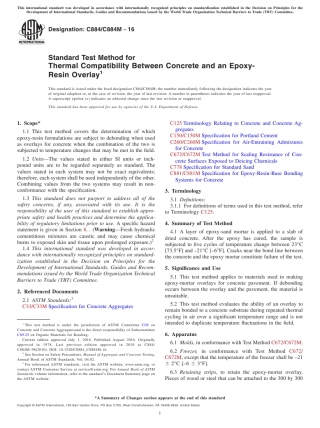 This international standard was developed in accordance with internationally recognized principles on standardization established in the Decision on Principles for the
Development of International Standards, Guides and Recommendations issued by the World Trade Organization Technical Barriers to Trade (TBT) Committee.
Designation: C884/C884M – 16
INTERNATIONAL
Standard Test Method for
Thermal Compatibility Between Concrete and an Epoxy-
Resin Overlay1
This standard is issued under the fixed designation C884/C884M; the number immediately following the designation indicates the year
of original adoption or, in the case of revision, the year of last revision. A number in parentheses indicates the year of last reapproval.
A superscript epsilon (ε) indicates an editorial change since the last revision or reapproval.
This standard has been approved for use by agencies of the U.S. Department of Defense.
1. Scope*
1.1 This test method covers the determination of which
epoxy-resin formulations are subject to debonding when used
as overlays for concrete when the combination of the two is
subjected to temperature changes that may be met in the field.
1.2 Units—The values stated in either SI units or inch-
pound units are to be regarded separately as standard. The
values stated in each system may not be exact equivalents;
therefore, each system shall be used independently of the other.
Combining values from the two systems may result in non-
conformance with the specification.
1.3 This standard does not purport to address all of the
safety concerns, if any, associated with its use. It is the
responsibility of the user of this standard to establish appro-
priate safety and health practices and determine the applica-
bility of regulatory limitations prior to use. A specific hazard
statement is given in Section 8. (Warning—Fresh hydraulic
cementitious mixtures are caustic and may cause chemical
burns to exposed skin and tissue upon prolonged exposure.)2
1.4 This international standard was developed in accor-
dance with internationally recognized principles on standard-
ization established in the Decision on Principles for the
Development of International Standards, Guides and Recom-
mendations issued by the World Trade Organization Technical
Barriers to Trade (TBT) Committee.
2. Referenced Documents
2.1 ASTM Standards:3
C33/C33M Specification for Concrete Aggregates
1 This test method is under the jurisdiction of ASTM Committee C09 on
Concrete and Concrete Aggregates and is the direct responsibility of Subcommittee
C09.25 on Organic Materials for Bonding.
Current edition approved July 1, 2016. Published August 2016. Originally
approved in 1978. Last previous edition approved in 2010 as
2 See Section on Safety Precautions, Manual of Aggregate and Concrete Testing,
Annual Book of ASTM Standards, Vol. 04.02.
3 For referenced ASTM standards, visit the ASTM website, www.astm.org, or
contact ASTM Customer Service at service@astm.org. For Annual Book of ASTM
Standards volume information, refer to the standard's Document Summary page on
the ASTM website.
C125 Terminology Relating to Concrete and Concrete Ag-
gregates
C150/C150M Specification for Portland Cement
C260/C260M Specification for Air-Entraining Admixtures
for Concrete
C672/C672M Test Method for Scaling Resistance of Con-
crete Surfaces Exposed to Deicing Chemicals
C778 Specification for Standard Sand
C881/C881M Specification for Epoxy-Resin-Base Bonding
Systems for Concrete
3. Terminology
3.1 Definitions:
3.1.1 For definitions of terms used in this test method, refer
to Terminology C125.
4. Summary of Test Method
4.1 A layer of epoxy-sand mortar is applied to a slab of
dried concrete. After the epoxy has cured, the sample is
subjected to five cycles of temperature change between 23°C
[73.5°F] and –21°C [–6°F]. Cracks near the bond line between
the concrete and the epoxy mortar constitute failure of the test.
5. Significance and Use
5.1 This test method applies to materials used in making
epoxy-mortar overlays for concrete pavement. If debonding
occurs between the overlay and the pavement, the material is
unsuitable.
5.2 This test method evaluates the ability of an overlay to
remain bonded to a concrete substrate during repeated thermal
cycling in air over a significant temperature range and is not
intended to duplicate temperature fluctuations in the field.
6. Apparatus
6.1 Molds, in conformance with Test Method C672/C672M.
6.2 Freezer, in conformance with Test Method C672/
C672M, except that the temperature of the freezer shall be –21
± 2°C [–6 ± 3°F].
6.3 Retaining strips, to retain the epoxy-mortar overlay.
Pieces of wood or steel that can be attached to the 300 by 300
*A Summary of Changes section appears at the end of this standard
Copyright © ASTM International, 100 Barr Harbor Drive, PO Box C700, West Conshohocken, PA 19428-2959. United States
1